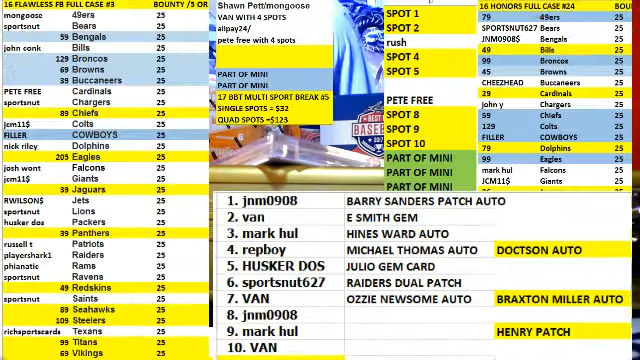 16 FLAWLESS FB FULL CASE #3 BOUNTY /5 OR
mongoose 49ers 25
sportsnut Bears 25
59 Bengals 25
john conk Bills 25
129 Broncos 25
69 Browns 25
39 Buccaneers 25
PETE FREE Cardinals 25
sportsnut Chargers 25
89 Chiefs 25
jcm11$ Colts 25
FILLER COWBOYS 25
nick riley Dolphins 25
205 Eagles 25
josh wont Falcons 25
jcm11$ Giants 25
39 Jaguars 25
RWILSON$ Jets 25
sportsnut Lions 25
husker dos Packers 25
39 Panthers 25
russell t Patriots 25
playershark1 Raiders 25
phlanatic Rams 25
sportsnut Ravens 25
49 Redskins 25
sportsnut Saints 25
89 Seahawks 25
109 Steelers 25
richsportscards Texans 25
99 Titans 25
69 Vikings 25
Shawn Pett/mongoose
VAN WITH 4 SPOTS
alipay24/
pete free with 4 spots
PART OF MINI
PART OF MINI
17 BBT MULTI SPORT BREAK #5
SINGLE SPOTS = $32
QUAD SPOTS =$123
SPOT 1
SPOT 2
rush
SPOT 4
SPOT 5
PETE FREE
SPOT 8
SPOT 9
SPOT 10
PART OF MINI
PART OF MINI
PART OF MINI
16 HONORS FULL CASE #24 BOU
79 49ers 25
SPORTSNUT627 Bears 25
JNM0908$ Bengals 25
49 Bills 25
99 Broncos 25
45 Browns 25
CHEEZHEAD Buccaneers 25
29 Cardinals 25
john y Chargers 25
59 Chiefs 25
129 Colts 25
FILLER COWBOYS 25
79 Dolphins 25
99 Eagles 25
mark hul Falcons 25
JCM11$ Giants 25
1. jnm0908 BARRY SANDERS PATCH AUTO
2. van E SMITH GEM
3. mark hul HINES WARD AUTO
4. repboy MICHAEL THOMAS AUTO DOCTSON AUTO
5. HUSKER DOS JULIO GEM CARD
6. sportsnut627 RAIDERS DUAL PATCH
7. VAN OZZIE NEWSOME AUTO BRAXTON MILLER AUTO
8. jnm0908
9. mark hul HENRY PATCH
10. VAN